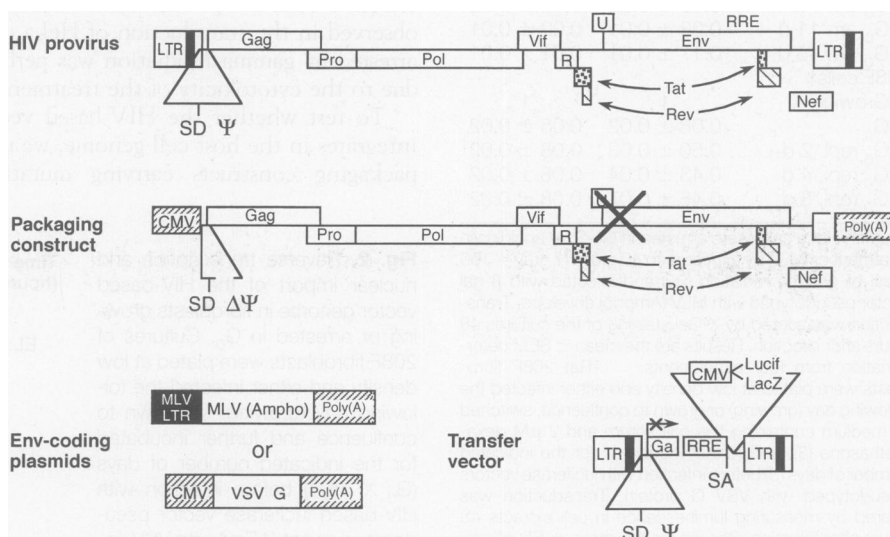 HIV provirus
LTR
Gag
Pro
Pol
Vif
R
U
RRE
Env
LTR
Tat
Rev
Nef
SD Ψ
Packaging
construct
CMV
Gag
Pro
Pol
Vif
R
U
Env
Poly(A)
Tat
Rev
Nef
SD ΔΨ
Env-coding
plasmids
MLV
LTR
MLV (Ampho)
Poly(A)
or
CMV
VSV G
Poly(A)
Transfer
vector
CMV
Lucif
LacZ
LTR
Ga
RRE
LTR
SA
SD Ψ